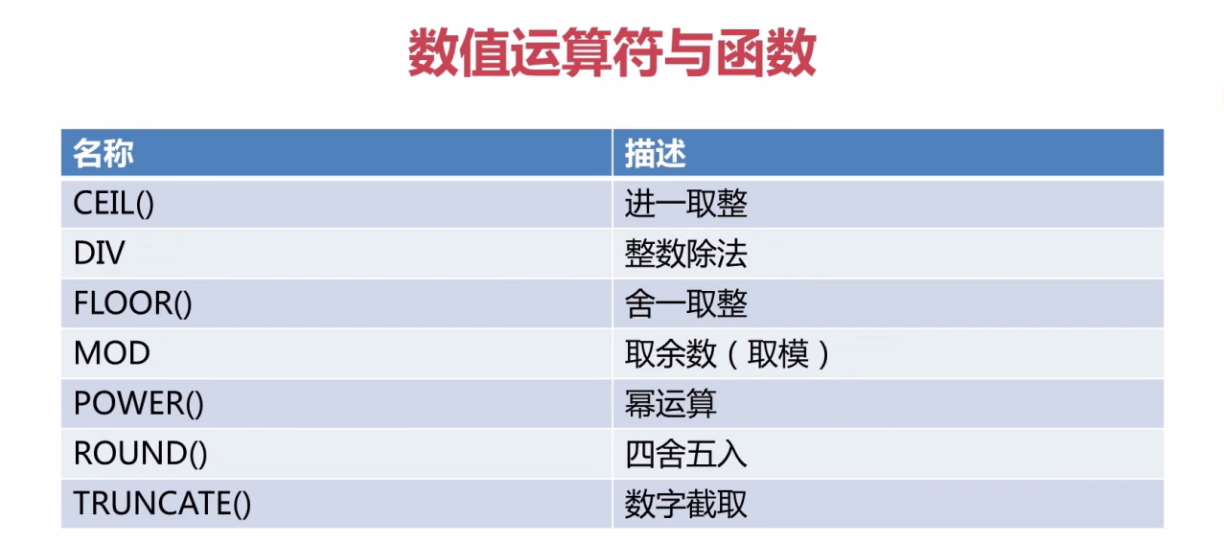 数值运算符与函数
名称 描述
CEIL() 进一取整
DIV 整数除法
FLOOR() 舍一取整
MOD 取余数（取模）
POWER() 幂运算
ROUND() 四舍五入
TRUNCATE() 数字截取